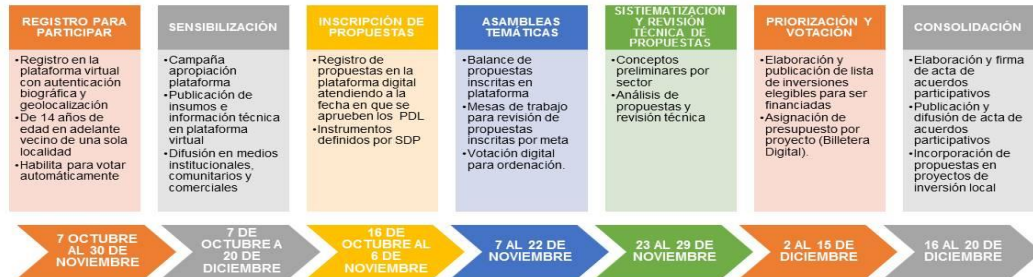 REGISTRO PARA
PARTICIPAR
•Registro en la
plataforma virtual
con autenticación
biográfica y
geolocalización
•De 14 años de
edad en adelante
vecino de una sola
localidad
•Habilita para votar
automáticamente
7 OCTUBRE
AL 30 DE
NOVIEMBRE
SENSIBILIZACIÓN
•Campaña
apropiación
plataforma
•Publicación de
insumos e
información técnica
en plataforma
virtual
•Difusión en medios
institucionales,
comunitarios y
comerciales
7 DE
OCTUBRE A
20 DE
DICIEMBRE
INSCRIPCIÓN DE
PROPUESTAS
•Registro de
propuestas en la
plataforma digital
atendiendo a la
fecha en que se
aprueben los PDL
•Instrumentos
definidos por SDP
16 DE
OCTUBRE AL
6 DE
NOVIEMBRE
ASAMBLEAS
TEMÁTICAS
•Balance de
propuestas
inscritas en
plataforma
•Mesas de trabajo
para revisión de
propuestas
inscritas por meta
•Votación digital
para ordenación.
7 AL 22 DE
NOVIEMBRE
SISTIEMATIZACION
Y REVISIÓN
TÉCNICA DE
PROPUESTAS
•Conceptos
preliminares por
sector
•Análisis de
propuestas y
revisión técnica
23 AL 29 DE
NOVIEMBRE
PRIORIZACIÓN Y
VOTACIÓN
•Elaboración y
publicación de lista
de inversiones
elegibles para ser
financiadas
•Asignación de
presupuesto por
proyecto (Billetera
Digital).
2 AL 15 DE
DICIEMBRE
CONSOLIDACIÓN
•Elaboración y firma
de acta de
acuerdos
participativos
•Publicación y
difusión de acta de
acuerdos
participativos
•Incorporación de
propuestas en
proyectos de
inversión local
16 AL 20 DE
DICIEMBRE